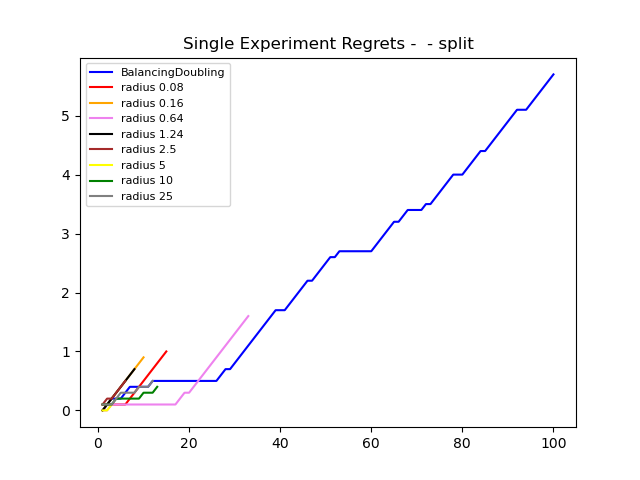 Single Experiment Regrets -  - split
BalancingDoubling
radius 0.08
radius 0.16
radius 0.64
radius 1.24
radius 2.5
radius 5
radius 10
radius 25
5
4
3
2
1
0
0 20 40 60 80 100